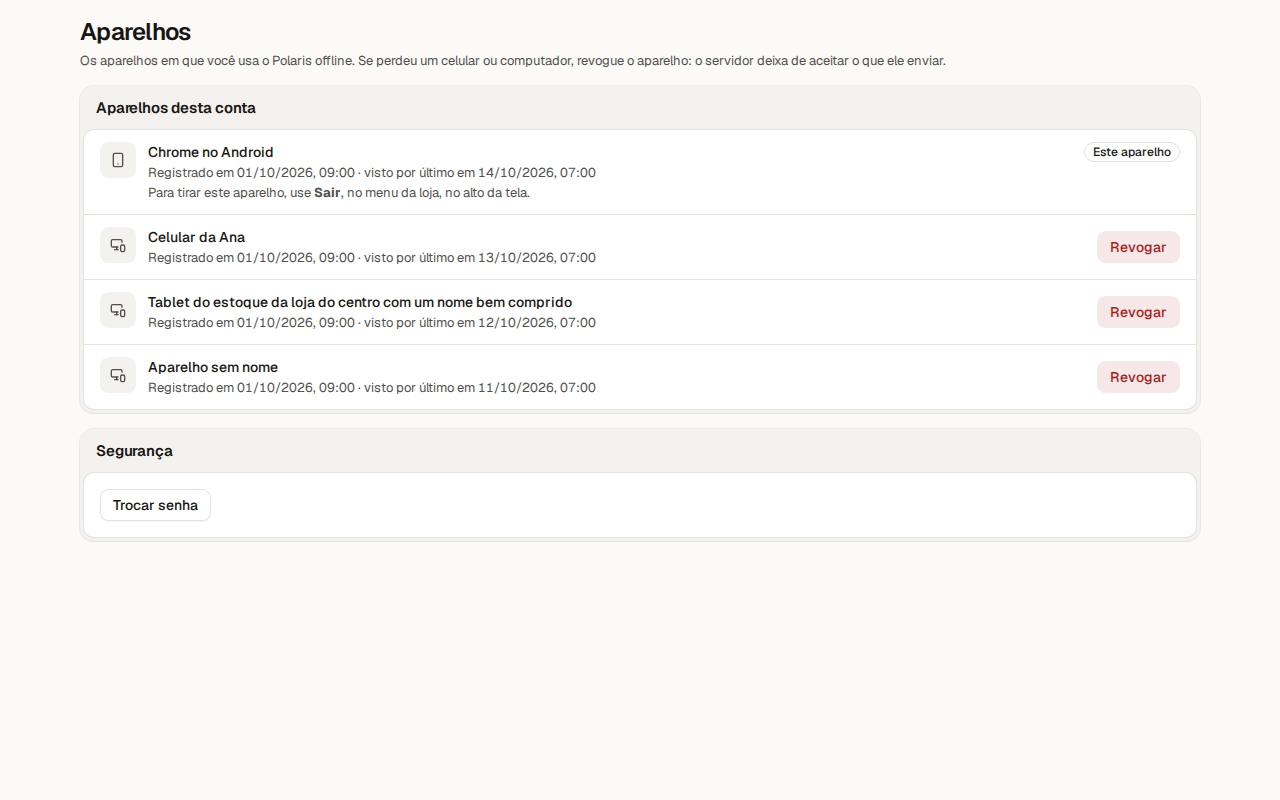 Aparelhos
Os aparelhos em que você usa o Polaris offline. Se perdeu um celular ou computador, revogue o aparelho: o servidor deixa de aceitar o que ele enviar.
Aparelhos desta conta
Chrome no Android
Este aparelho
Registrado em 01/10/2026, 09:00 · visto por último em 14/10/2026, 07:00
Para tirar este aparelho, use Sair, no menu da loja, no alto da tela.
Celular da Ana
Registrado em 01/10/2026, 09:00 · visto por último em 13/10/2026, 07:00
Revogar
Tablet do estoque da loja do centro com um nome bem comprido
Registrado em 01/10/2026, 09:00 · visto por último em 12/10/2026, 07:00
Revogar
Aparelho sem nome
Registrado em 01/10/2026, 09:00 · visto por último em 11/10/2026, 07:00
Revogar
Segurança
Trocar senha